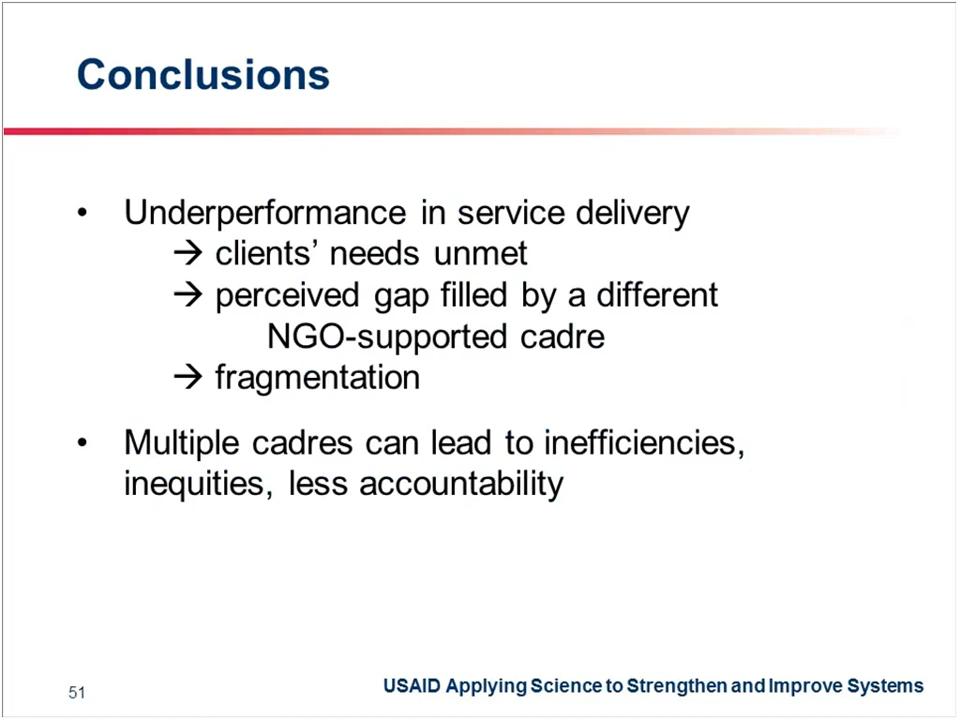 Conclusions
• Underperformance in service delivery
→ clients’ needs unmet
→ perceived gap filled by a different
NGO-supported cadre
→ fragmentation
• Multiple cadres can lead to inefficiencies,
inequities, less accountability
51
USAID Applying Science to Strengthen and Improve Systems